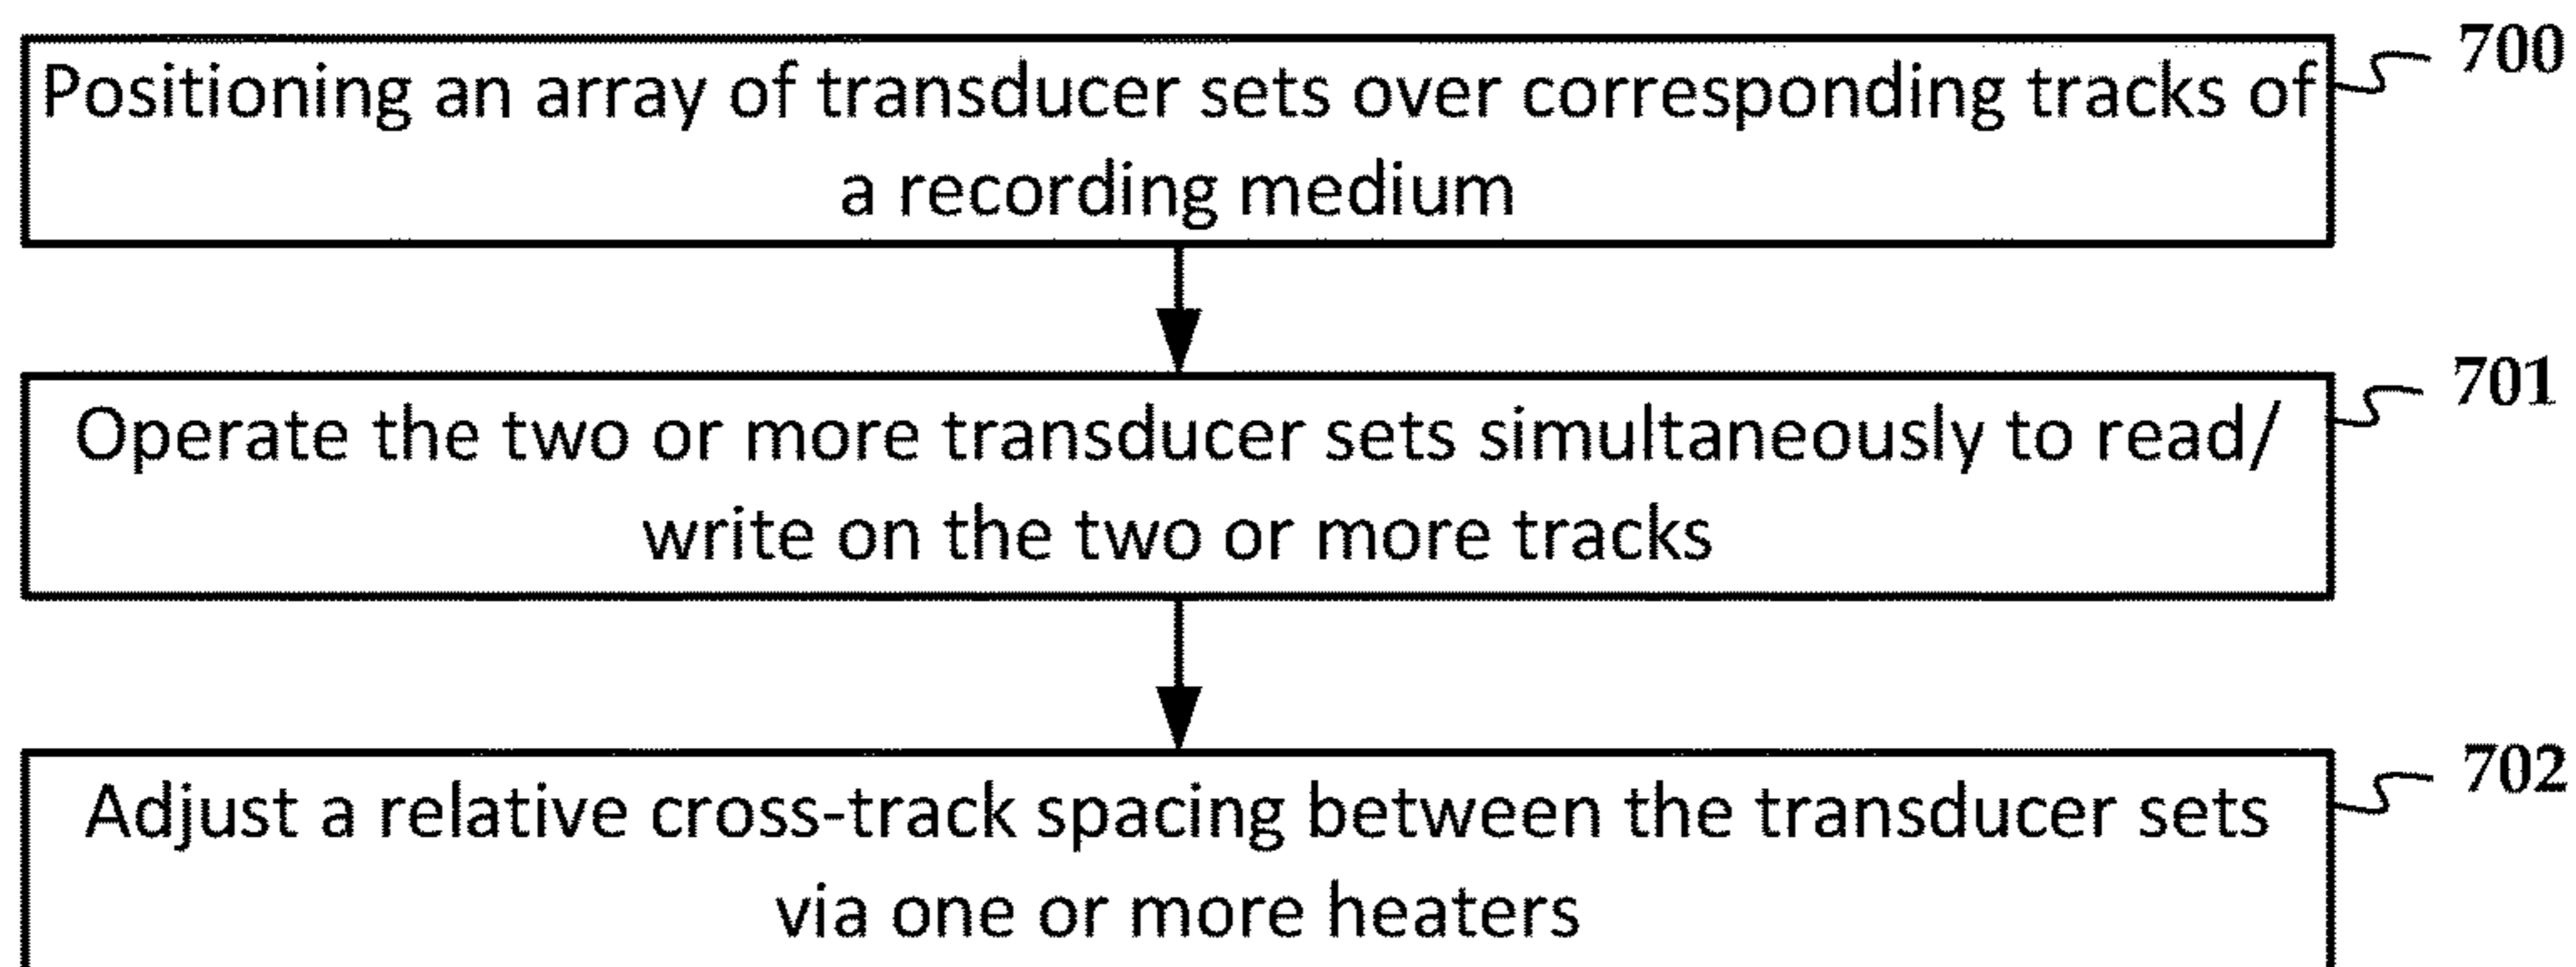 Positioning an array of transducer sets over corresponding tracks of
a recording medium
700
Operate the two or more transducer sets simultaneously to read/
write on the two or more tracks
701
Adjust a relative cross-track spacing between the transducer sets
via one or more heaters
702